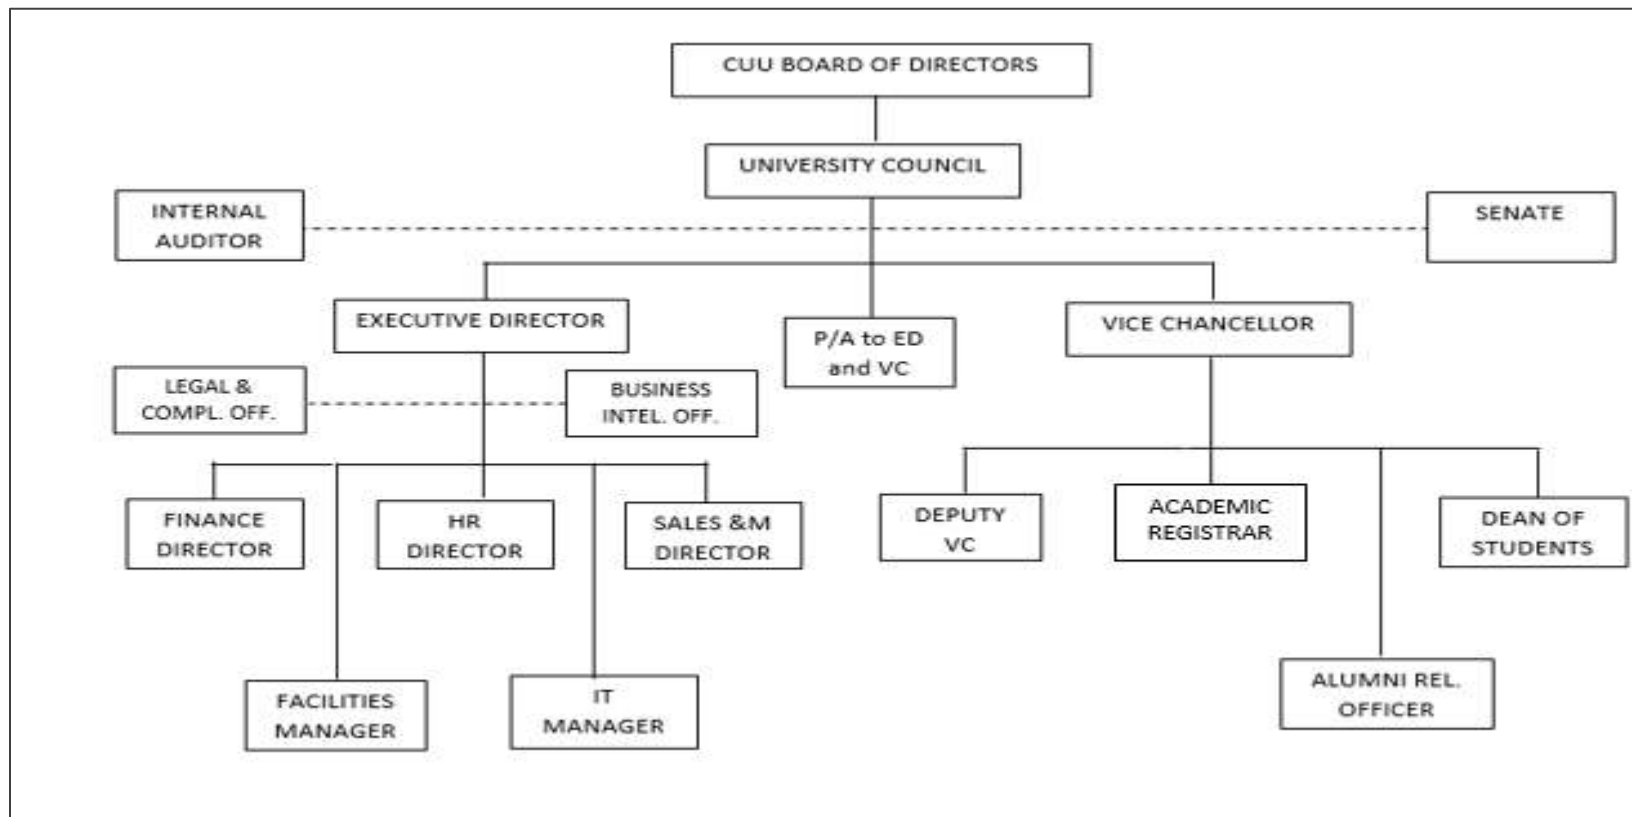 CUU BOARD OF DIRECTORS
UNIVERSITY COUNCIL
INTERNAL
AUDITOR
SENATE
EXECUTIVE DIRECTOR
P/A to ED
and VC
VICE CHANCELLOR
LEGAL &
COMPL. OFF.
BUSINESS
INTEL. OFF.
FINANCE
DIRECTOR
HR
DIRECTOR
SALES &M
DIRECTOR
DEPUTY
VC
ACADEMIC
REGISTRAR
DEAN OF
STUDENTS
FACILITIES
MANAGER
IT
MANAGER
ALUMNI REL.
OFFICER